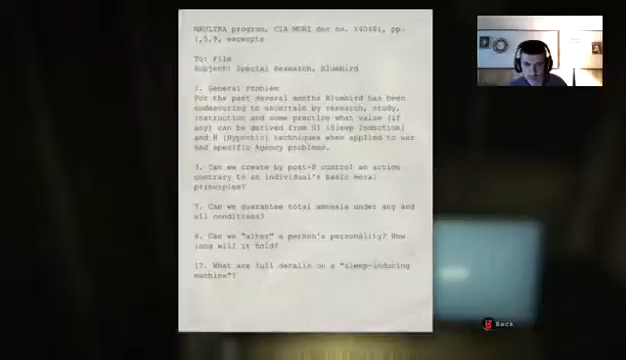 MKULTRA program, CIA MORI doc no. 140401, pp.
1,5,9, excerpts
To: File
Subject: Special Research, Bluebird
1. General Problem
For the past several months Bluebird has been
endeavoring to ascertain by research, study,
instruction and some practice what value (if
any) can be derived from SI (Sleep Induction)
and H (Hypnotic) techniques when applied to war
and specific Agency problems.
3. Can we create by post-H control an action
contrary to an individual's basic moral
principles?
7. Can we guarantee total amnesia under any and
all conditions?
8. Can we "alter" a person's personality? How
long will it hold?
17. What are full details on a "sleep-inducing
machine"?
B Back